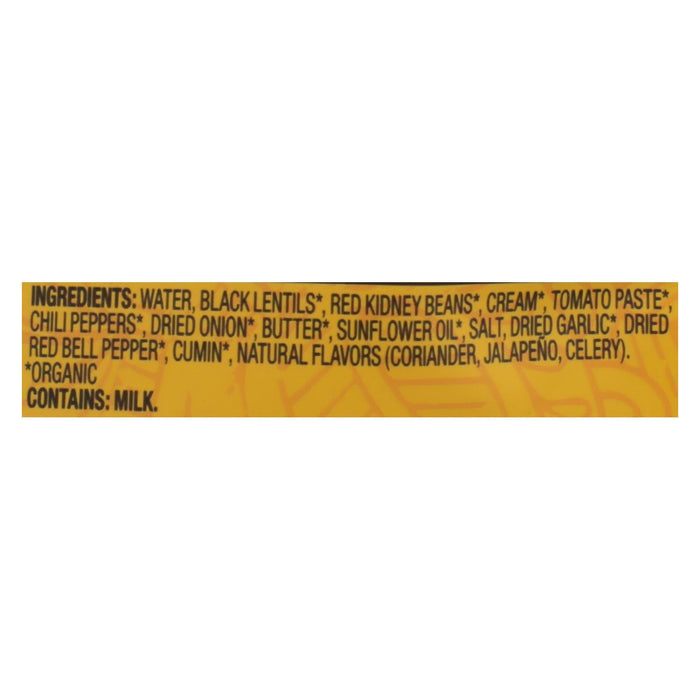 INGREDIENTS: WATER, BLACK LENTILS*, RED KIDNEY BEANS*, CREAM*, TOMATO PASTE*,
CHILI PEPPERS*, DRIED ONION*, BUTTER*, SUNFLOWER OIL*, SALT, DRIED GARLIC*, DRIED
RED BELL PEPPER*, CUMIN*, NATURAL FLAVORS (CORIANDER, JALAPEÑO, CELERY).
*ORGANIC
CONTAINS: MILK.